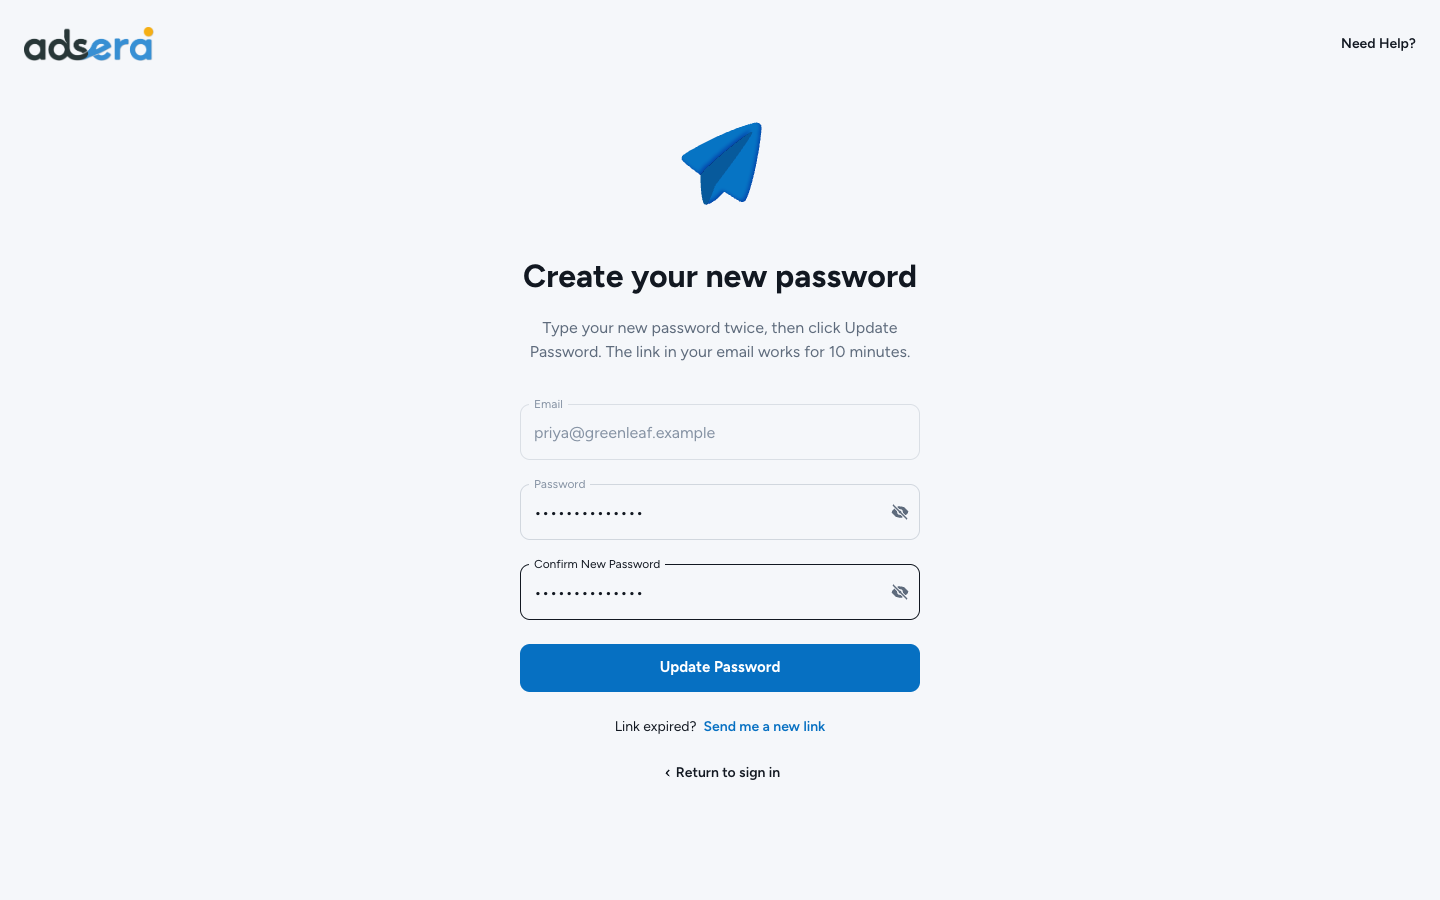 adsera
Need Help?
Create your new password
Type your new password twice, then click Update
Password. The link in your email works for 10 minutes.
Email
priya@greenleaf.example
Password
••••••••••••••
Confirm New Password
••••••••••••••
Update Password
Link expired? Send me a new link
‹ Return to sign in